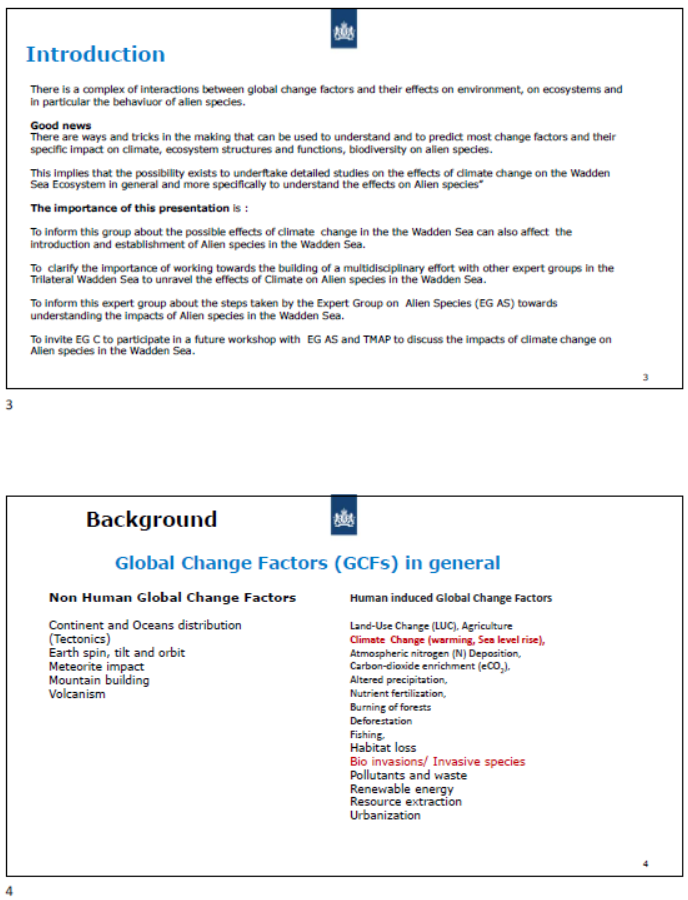 Introduction
There is a complex of interactions between global change factors and their effects on environment, on ecosystems and
in particular the behaviuor of alien species.
Good news
There are ways and tricks in the making that can be used to understand and to predict most change factors and their
specific impact on climate, ecosystem structures and functions, biodiversity on alien species.
This implies that the possibility exists to underftake detailed studies on the effects of climate change on the Wadden
Sea Ecosystem in general and more specifically to understand the effects on Alien species”
The importance of this presentation is :
To inform this group about the possible effects of climate change in the the Wadden Sea can also affect the
introduction and establishment of Alien species in the Wadden Sea.
To clarify the importance of working towards the building of a multidisciplinary effort with other expert groups in the
Trilateral Wadden Sea to unravel the effects of Climate on Alien species in the Wadden Sea.
To inform this expert group about the steps taken by the Expert Group on Alien Species (EG AS) towards
understanding the impacts of Alien species in the Wadden Sea.
To invite EG C to participate in a future workshop with EG AS and TMAP to discuss the impacts of climate change on
Alien species in the Wadden Sea.
3
3
Background
Global Change Factors (GCFs) in general
Non Human Global Change Factors
Continent and Oceans distribution
(Tectonics)
Earth spin, tilt and orbit
Meteorite impact
Mountain building
Volcanism
Human induced Global Change Factors
Land-Use Change (LUC), Agriculture
Climate Change (warming, Sea level rise),
Atmospheric nitrogen (N) Deposition,
Carbon-dioxide enrichment (eCO₂),
Altered precipitation,
Nutrient fertilization,
Burning of forests
Deforestation
Fishing,
Habitat loss
Bio invasions/ Invasive species
Pollutants and waste
Renewable energy
Resource extraction
Urbanization
4
4